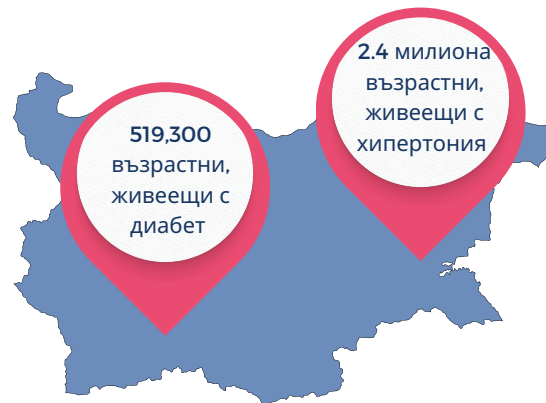 519,300
възрастни,
живеещи с
диабет
2.4 милиона
възрастни,
живеещи с
хипертония